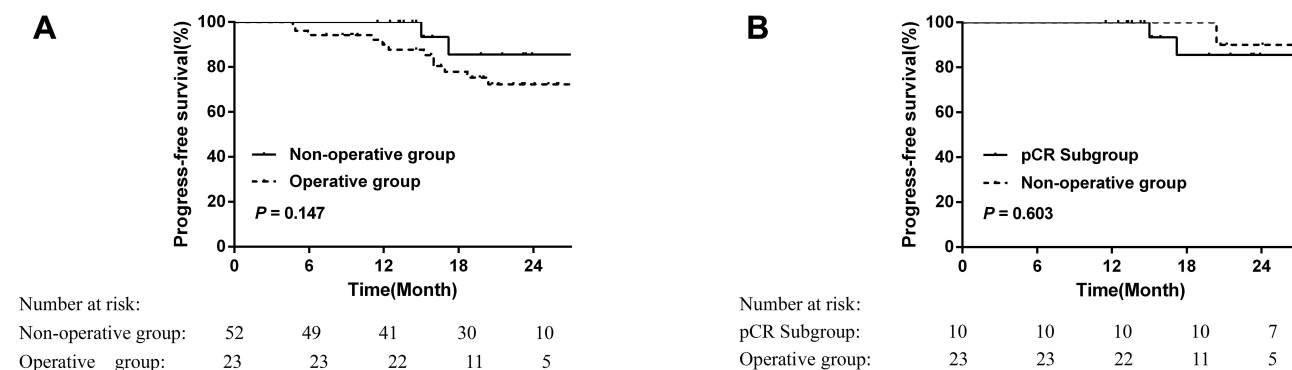 A
Progress-free survival(%)
100
80
60
40
20
0
Non-operative group
Operative group
P = 0.147
0 6 12 18 24
Time(Month)
Number at risk:
Non-operative group: 52 49 41 30 10
Operative group: 23 23 22 11 5
B
Progress-free survival(%)
100
80
60
40
20
0
pCR Subgroup
Non-operative group
P = 0.603
0 6 12 18 24
Time(Month)
Number at risk:
pCR Subgroup: 10 10 10 10 7
Operative group: 23 23 22 11 5